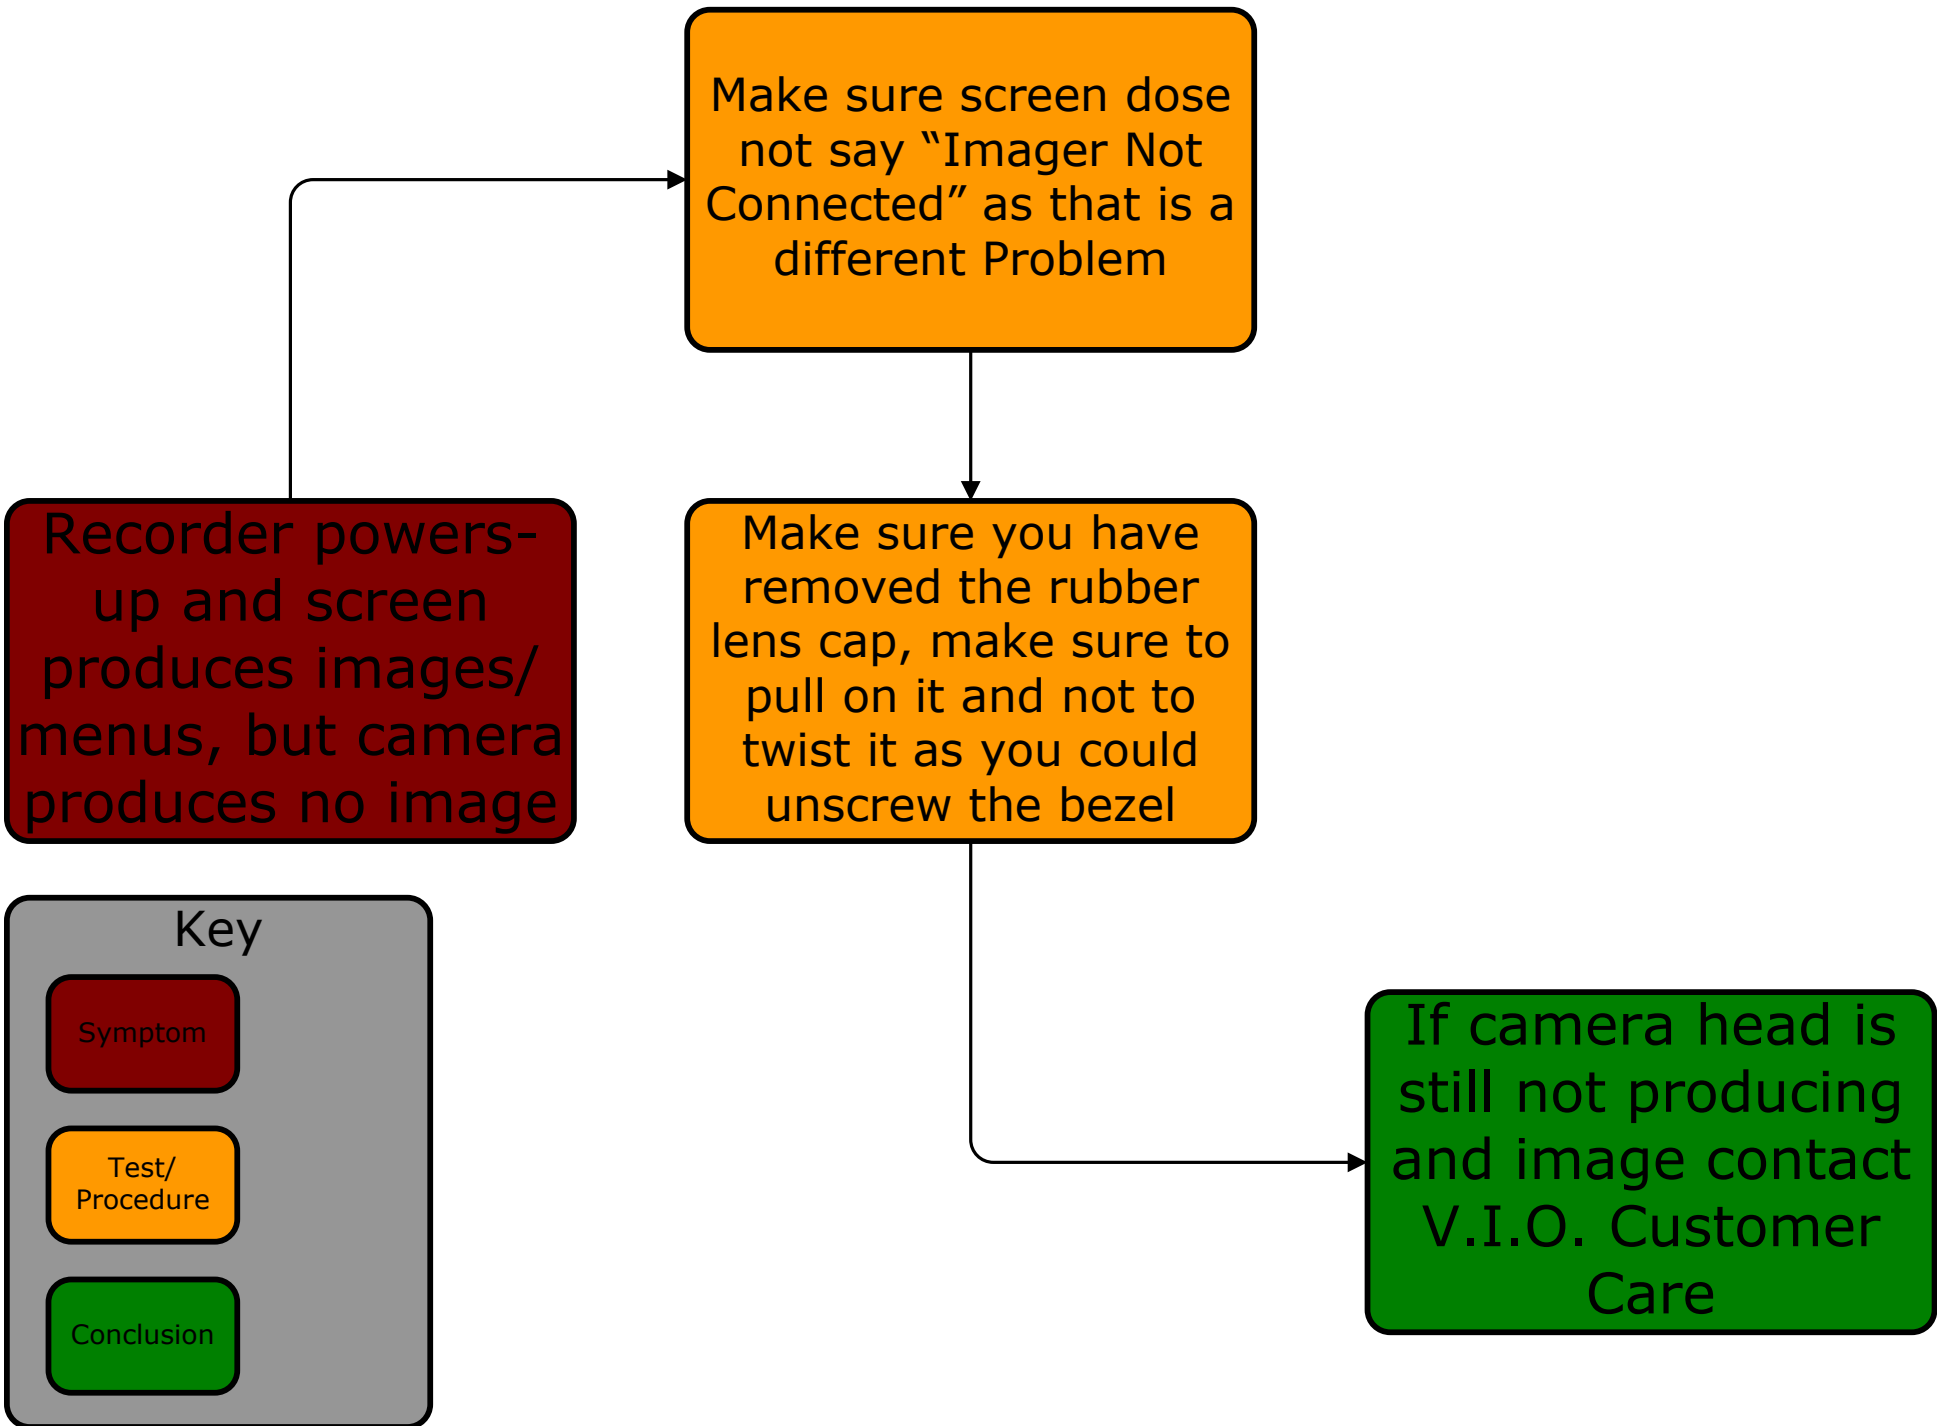 Make sure screen dose
not say “Imager Not
Connected” as that is a
different Problem
Recorder powers-
up and screen
produces images/
menus, but camera
produces no image
Make sure you have
removed the rubber
lens cap, make sure to
pull on it and not to
twist it as you could
unscrew the bezel
Key
Symptom
Test/
Procedure
Conclusion
If camera head is
still not producing
and image contact
V.I.O. Customer
Care